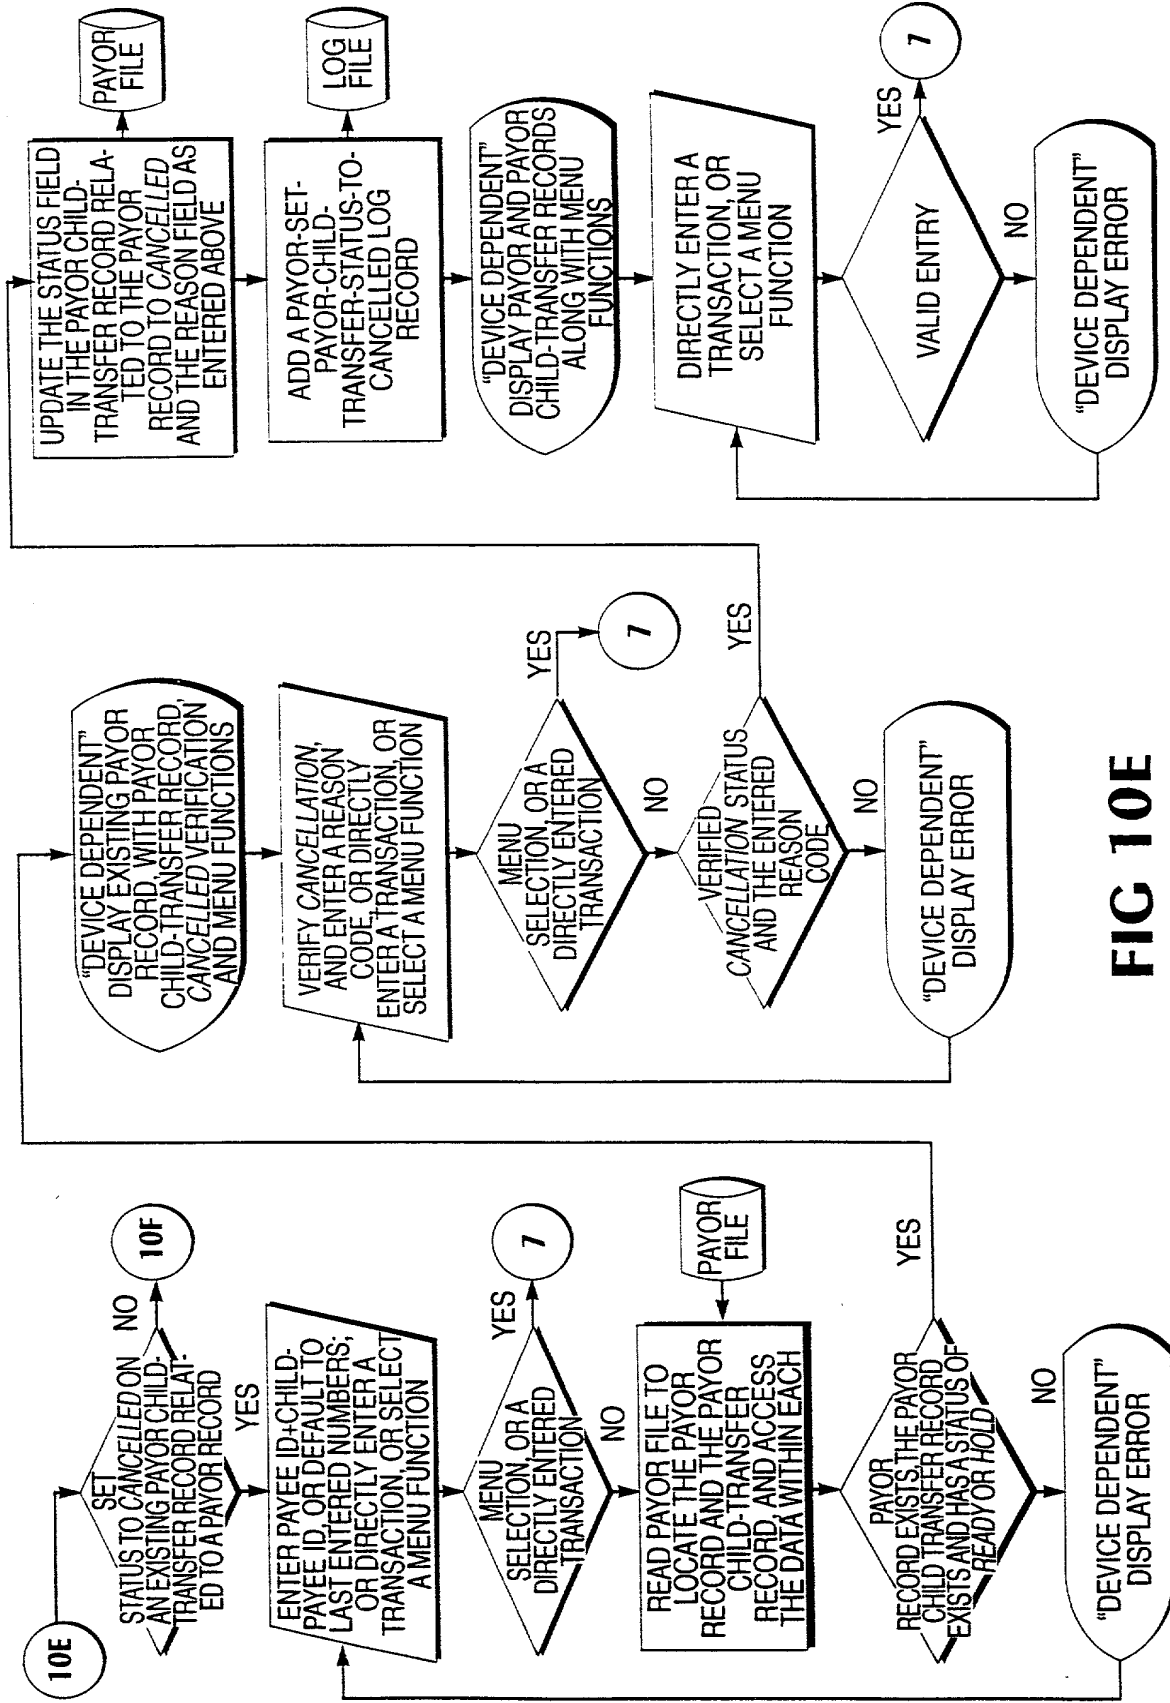 10E
SET
STATUS TO CANCELLED ON
AN EXISTING PAYOR CHILD-
TRANSFER RECORD RELAT-
ED TO A PAYOR RECORD
NO
10F
YES
ENTER PAYEE ID+CHILD-
PAYEE ID, OR DEFAULT TO
LAST ENTERED NUMBERS;
OR DIRECTLY ENTER A
TRANSACTION, OR SELECT
A MENU FUNCTION
MENU
SELECTION, OR A
DIRECTLY ENTERED
TRANSACTION
YES
7
NO
READ PAYOR FILE TO
LOCATE THE PAYOR
RECORD AND THE PAYOR
CHILD-TRANSFER
RECORD, AND ACCESS
THE DATA WITHIN EACH
PAYOR
FILE
PAYOR
RECORD EXISTS, THE PAYOR
CHILD TRANSFER RECORD
EXISTS AND HAS A STATUS OF
READY OR HOLD
YES
NO
"DEVICE DEPENDENT"
DISPLAY ERROR
"DEVICE DEPENDENT"
DISPLAY EXISTING PAYOR
RECORD, WITH PAYOR
CHILD-TRANSFER RECORD,
CANCELLED VERIFICATION
AND MENU FUNCTIONS
VERIFY CANCELLATION,
AND ENTER A REASON
CODE, OR DIRECTLY
ENTER A TRANSACTION, OR
SELECT A MENU FUNCTION
MENU
SELECTION, OR A
DIRECTLY ENTERED
TRANSACTION
YES
7
NO
VERIFIED
CANCELLATION STATUS
AND THE ENTERED
REASON
CODE
YES
NO
"DEVICE DEPENDENT"
DISPLAY ERROR
UPDATE THE STATUS FIELD
IN THE PAYOR CHILD-
TRANSFER RECORD RELA-
TED TO THE PAYOR
RECORD TO CANCELLED
AND THE REASON FIELD AS
ENTERED ABOVE
PAYOR
FILE
ADD A PAYOR-SET-
PAYOR-CHILD-
TRANSFER-STATUS-TO-
CANCELLED LOG
RECORD
LOG
FILE
"DEVICE DEPENDENT"
DISPLAY PAYOR AND PAYOR
CHILD-TRANSFER RECORDS
ALONG WITH MENU
FUNCTIONS
DIRECTLY ENTER A
TRANSACTION, OR
SELECT A MENU
FUNCTION
VALID ENTRY
YES
7
NO
"DEVICE DEPENDENT"
DISPLAY ERROR
FIG 10E